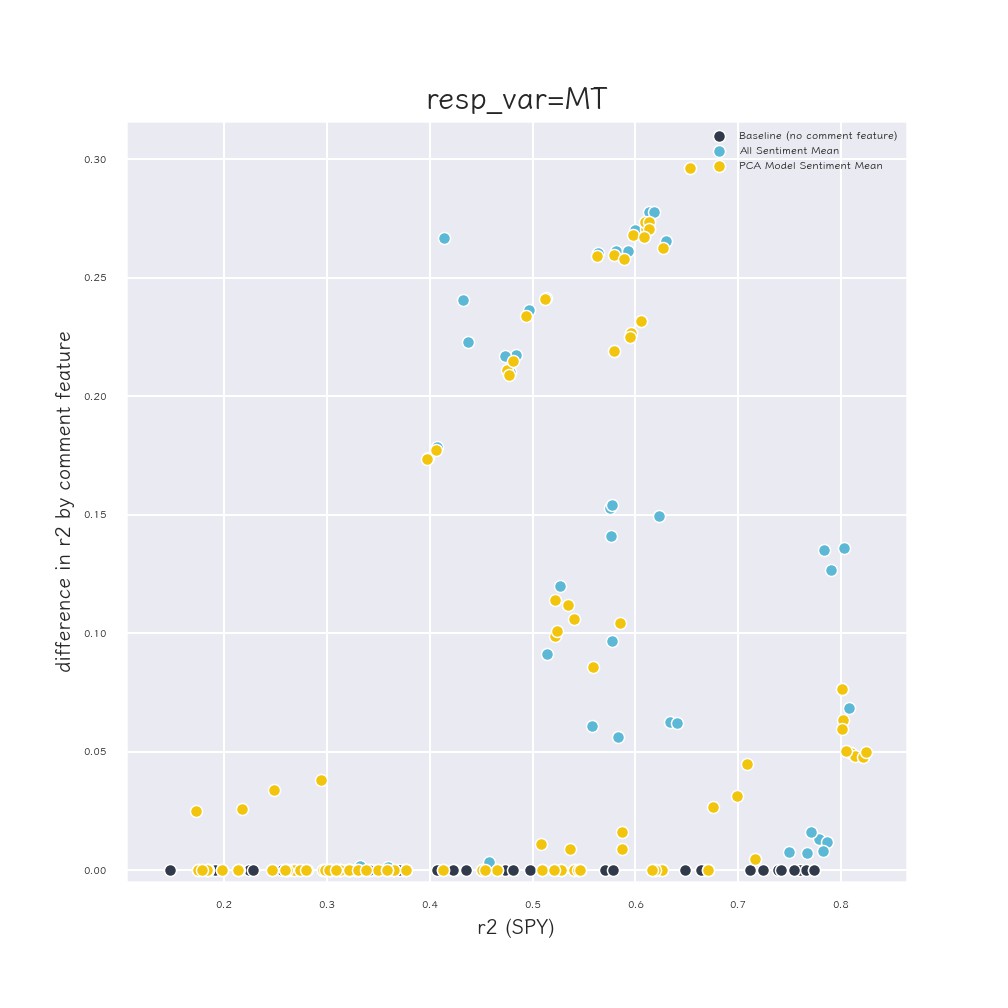 resp_var=MT
Baseline (no comment feature)
All Sentiment Mean
PCA Model Sentiment Mean
difference in r2 by comment feature
0.30
0.25
0.20
0.15
0.10
0.05
0.00
0.2 0.3 0.4 0.5 0.6 0.7 0.8
r2 (SPY)